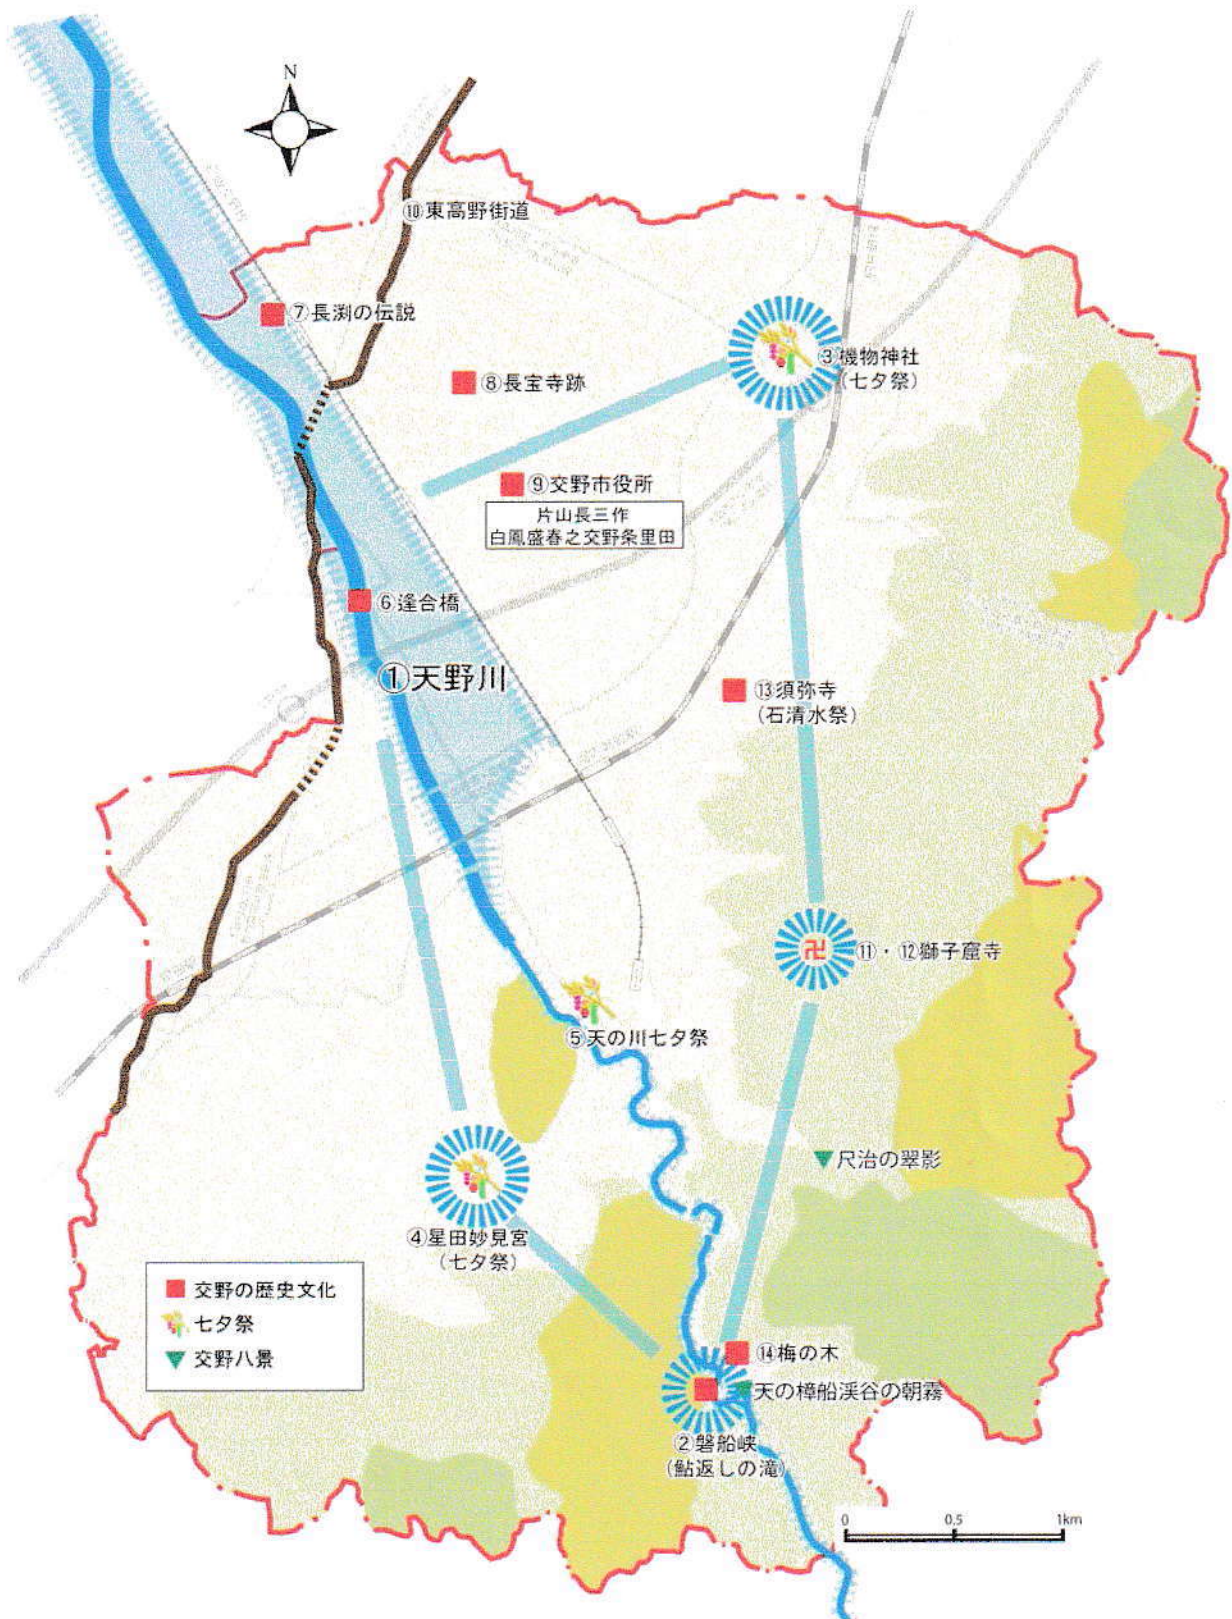 N
⑩東高野街道
⑦長渕の伝説
③機物神社
(七夕祭)
⑧長宝寺跡
⑨交野市役所
片山長三作
白鳳盛春之交野条里田
⑥逢合橋
①天野川
⑬須弥寺
(石清水祭)
⑪・⑫獅子窟寺
卍
⑤天の川七夕祭
尺治の翠影
④星田妙見宮
(七夕祭)
交野の歴史文化
七夕祭
交野八景
⑭梅の木
天の樟船渓谷の朝霧
②磐船峡
(鮎返しの滝)
0 0.5 1km